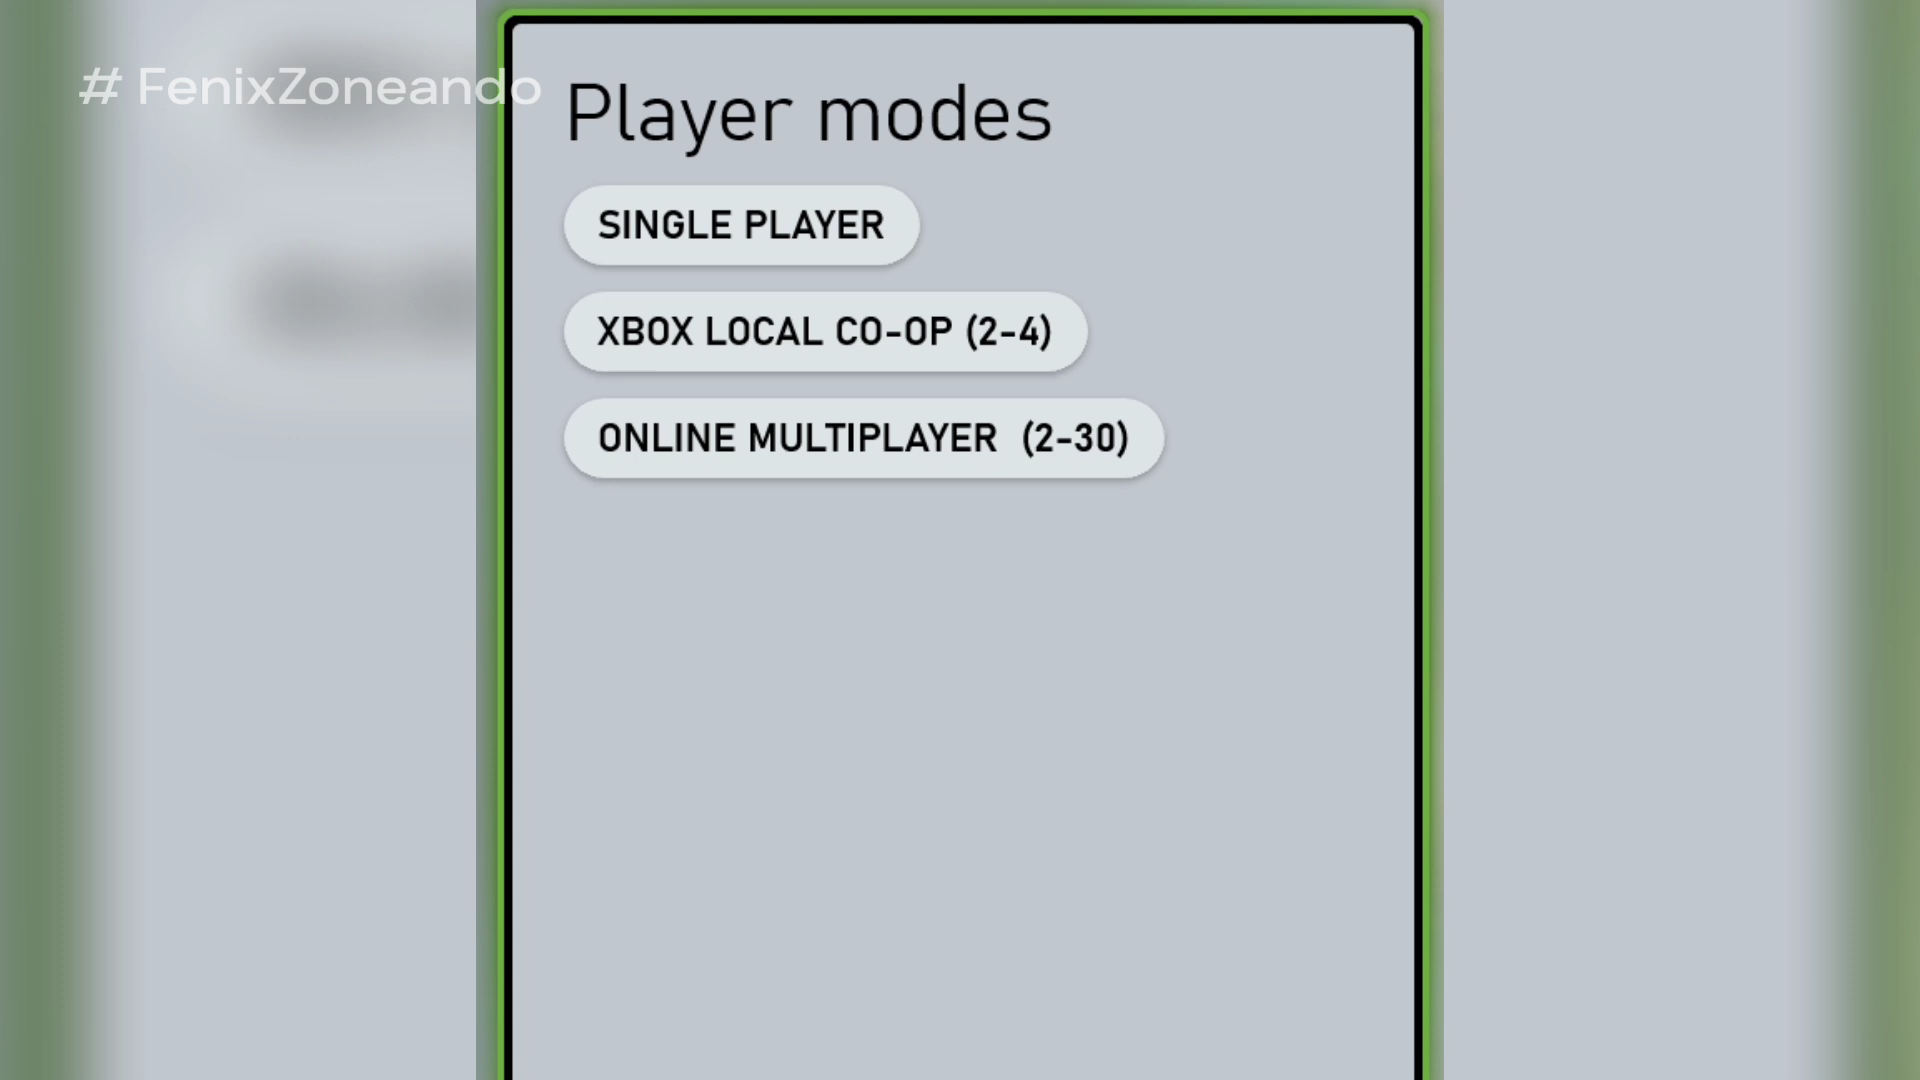 # FenixZoneando
Player modes
SINGLE PLAYER
XBOX LOCAL CO-OP (2-4)
ONLINE MULTIPLAYER (2-30)